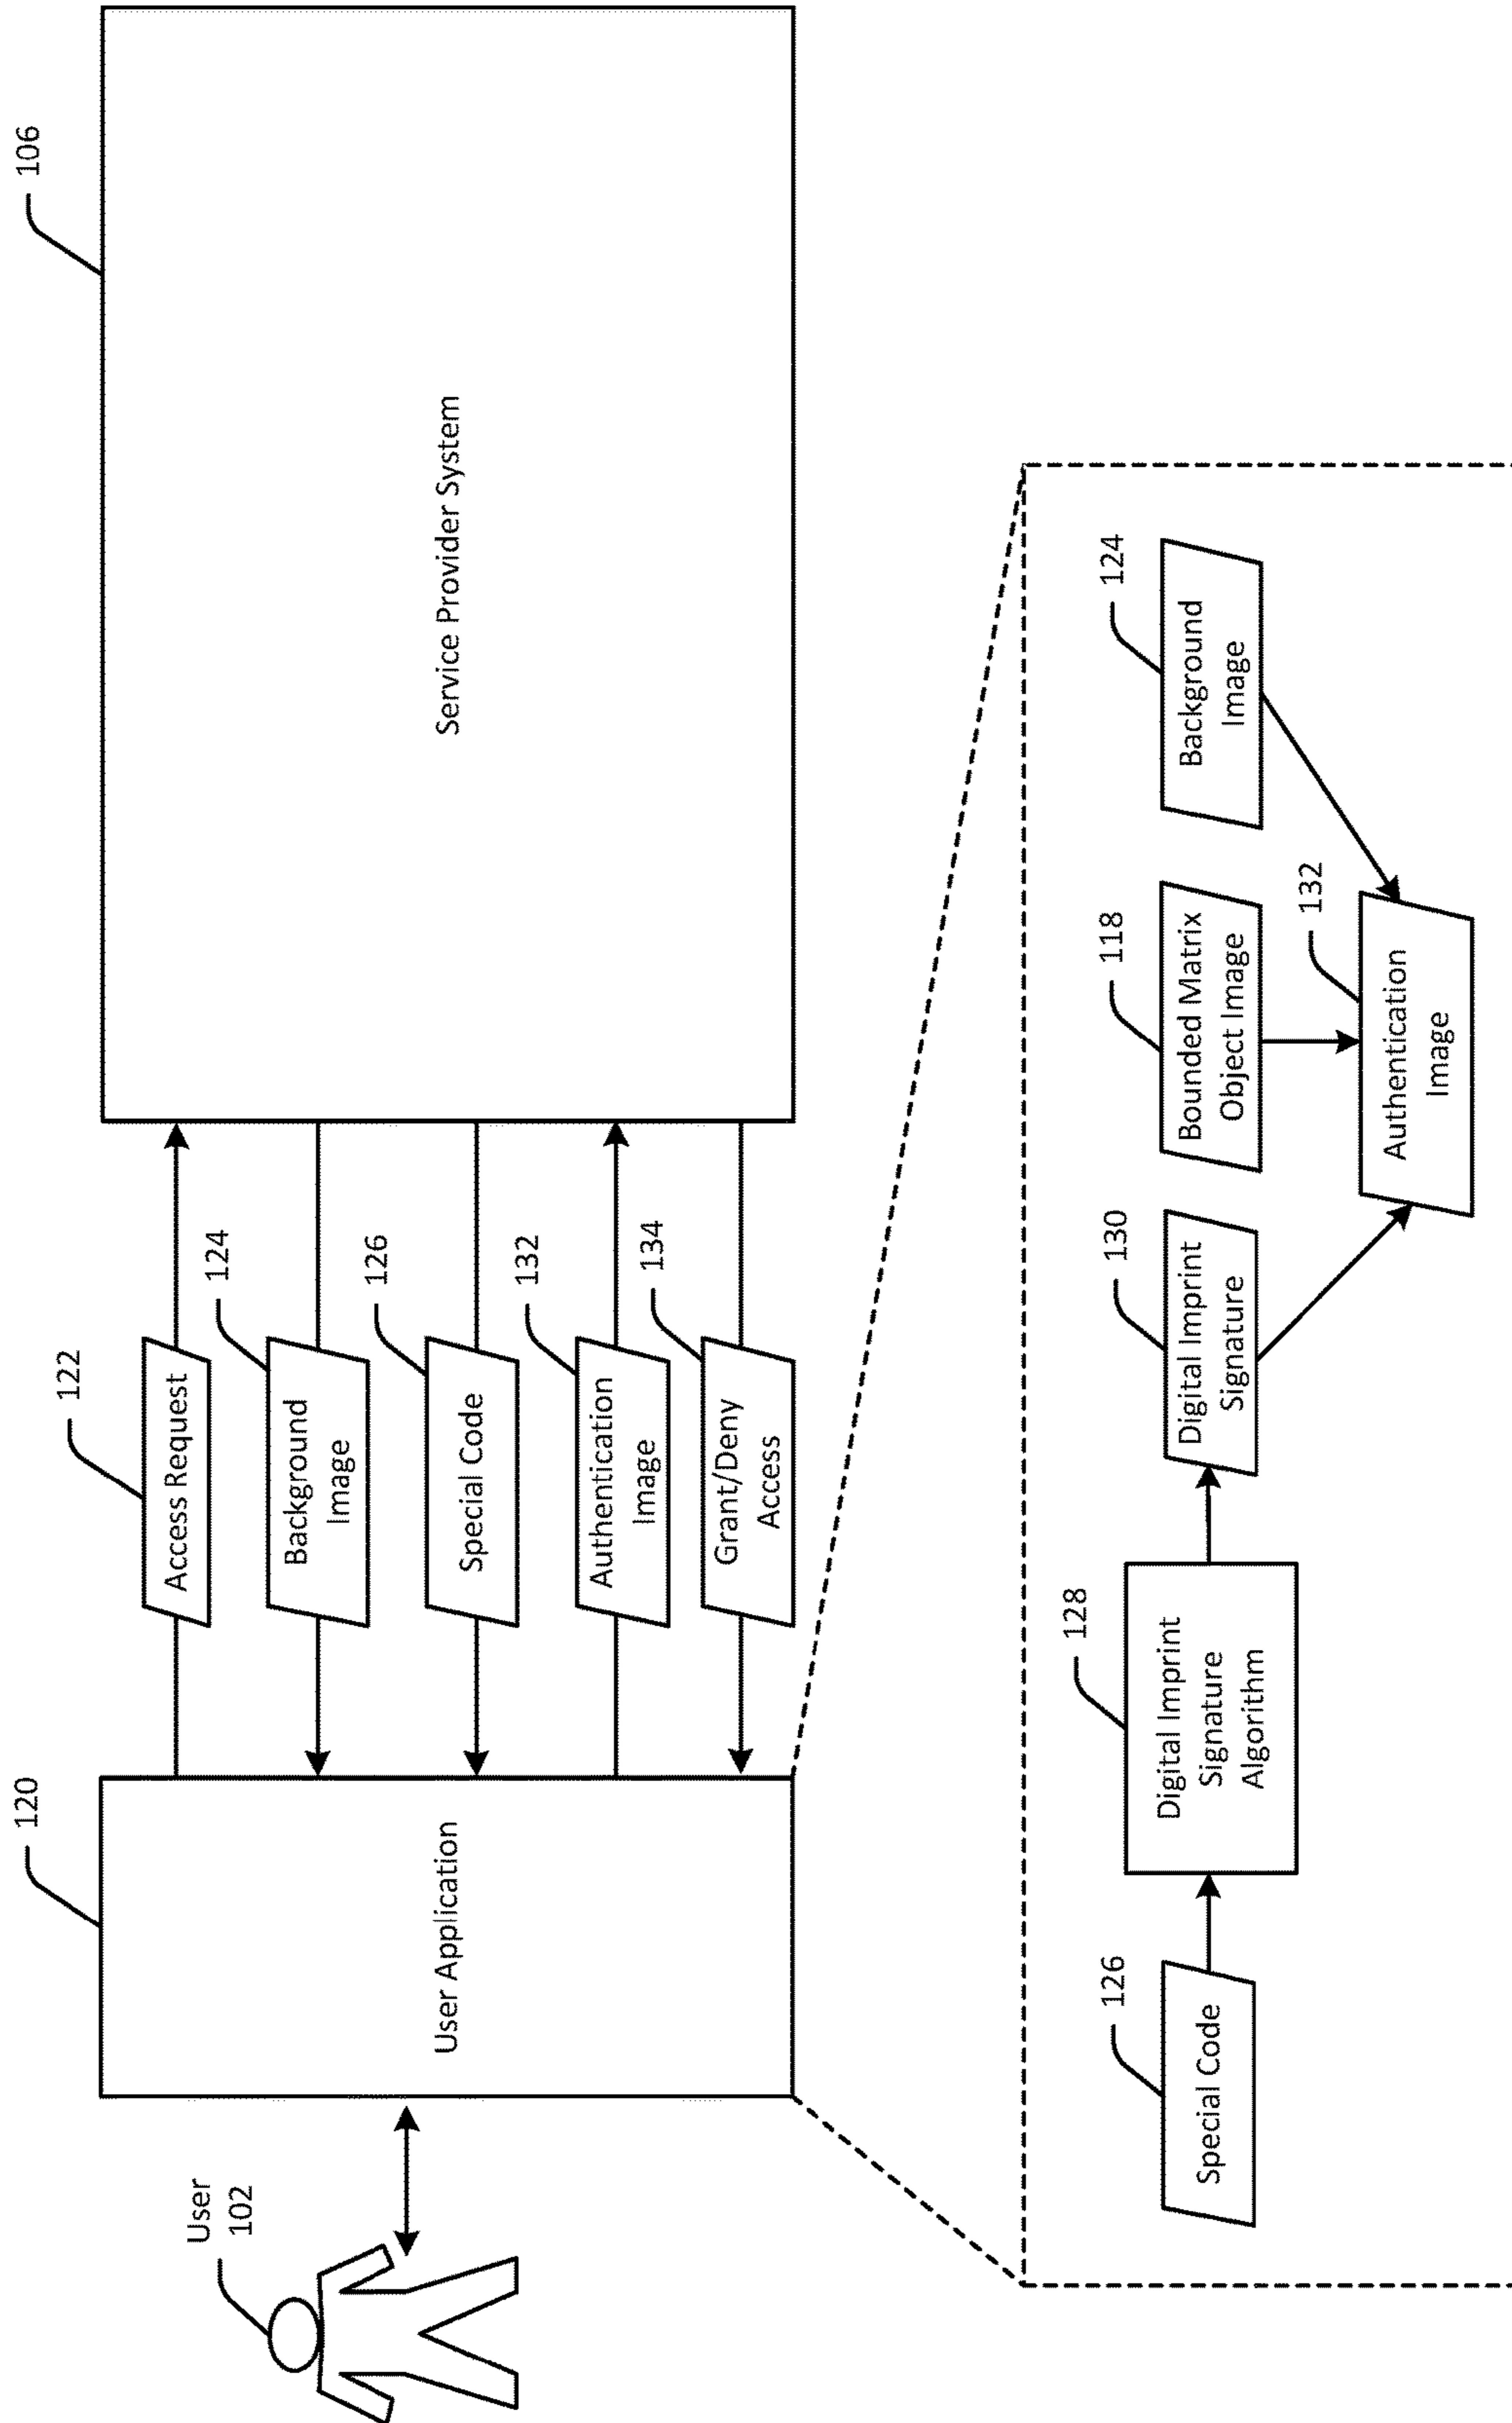 User
102
120
User Application
122
Access Request
124
Background
Image
126
Special Code
132
Authentication
Image
134
Grant/Deny
Access
106
Service Provider System
126
Special Code
128
Digital Imprint
Signature
Algorithm
130
Digital Imprint
Signature
118
Bounded Matrix
Object Image
124
Background
Image
132
Authentication
Image